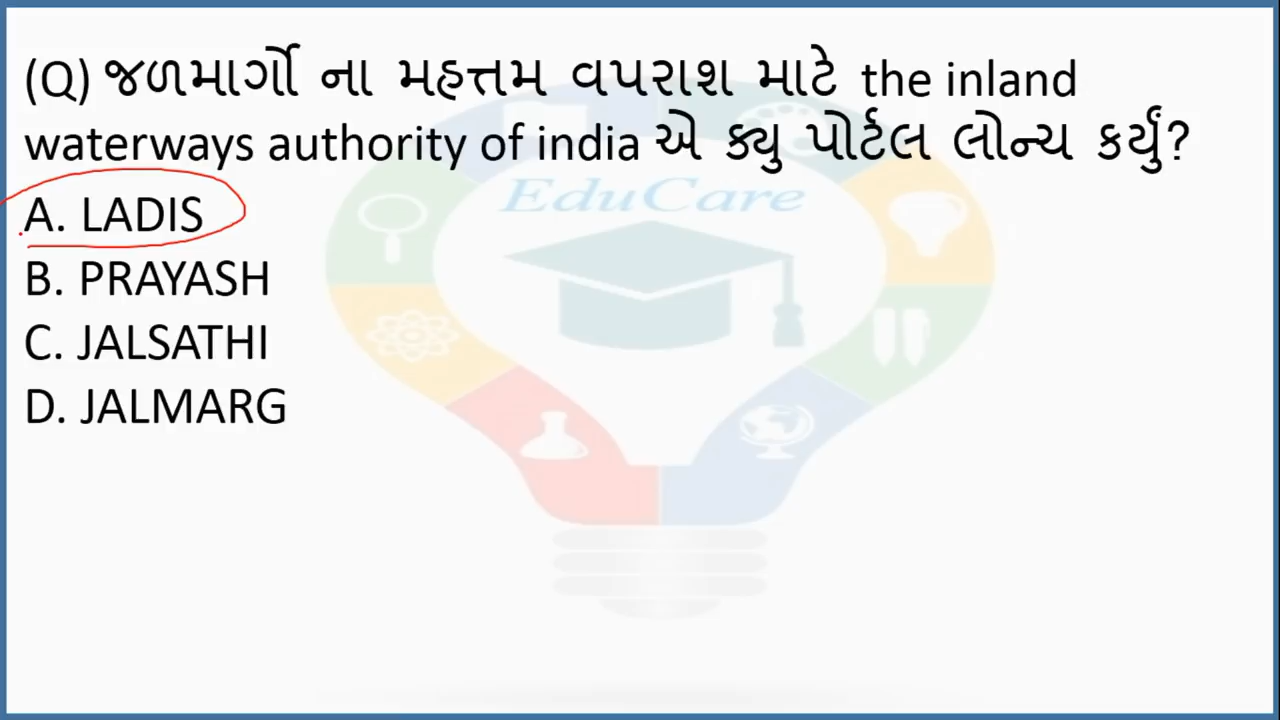 (Q) જળમાર્ગો ના મહત્તમ વપરાશ માટે the inland
waterways authority of india એ ક્યુ પોર્ટલ લોન્ચ કર્યું?
EduCare
A. LADIS
B. PRAYASH
C. JALSATHI
D. JALMARG